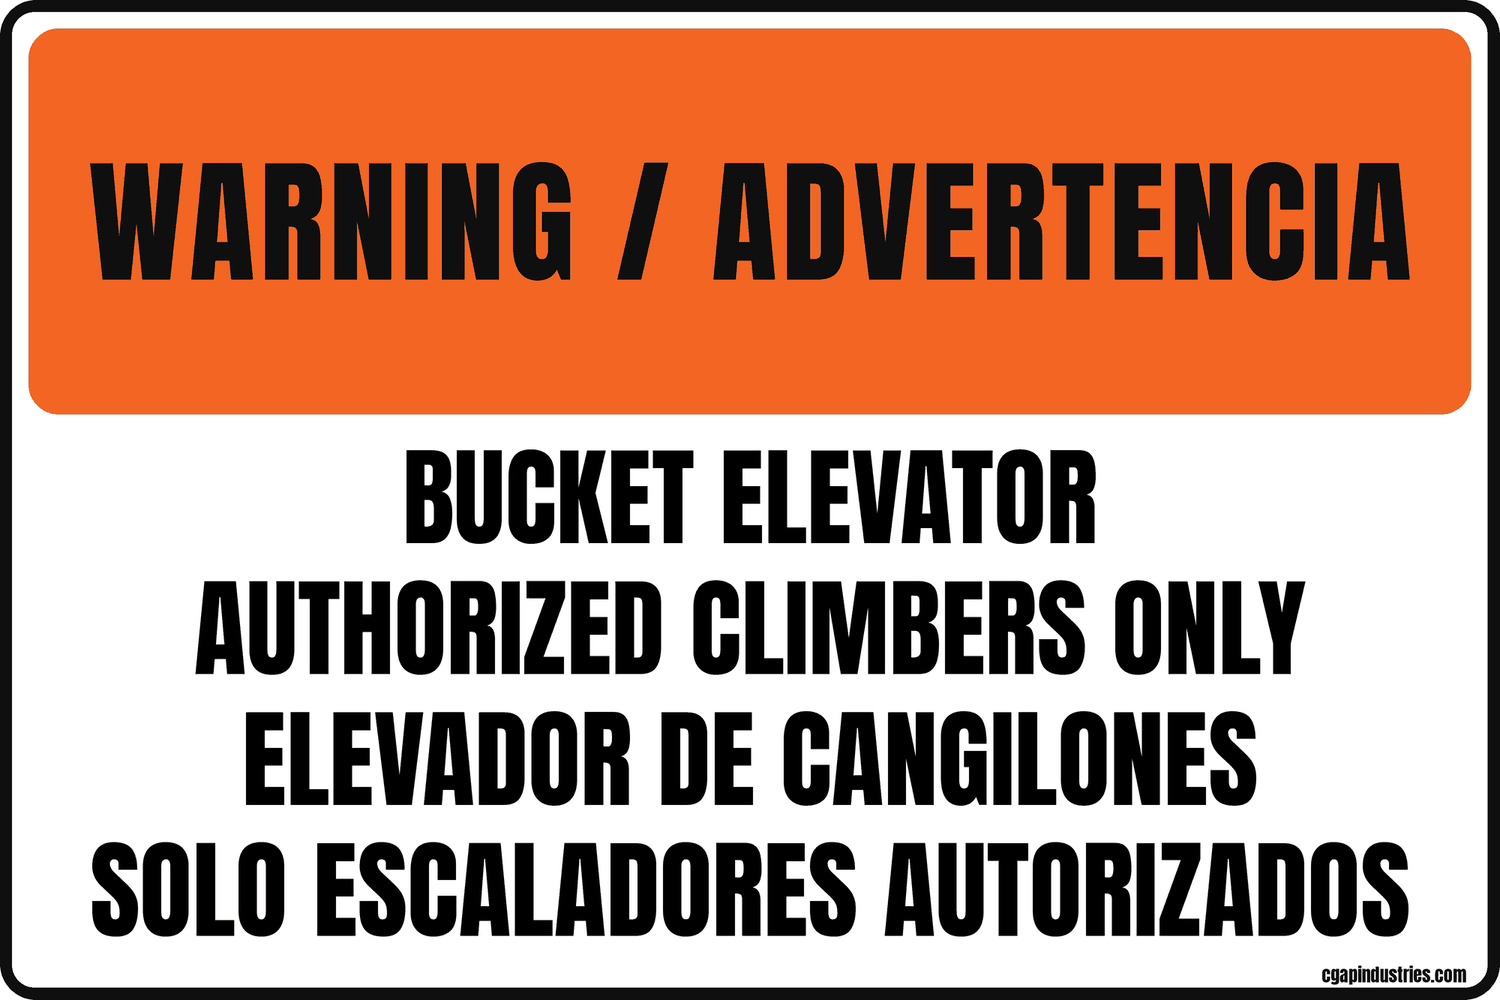 WARNING / ADVERTENCIA
BUCKET ELEVATOR
AUTHORIZED CLIMBERS ONLY
ELEVADOR DE CANGILONES
SOLO ESCALADORES AUTORIZADOS
cgapindustries.com